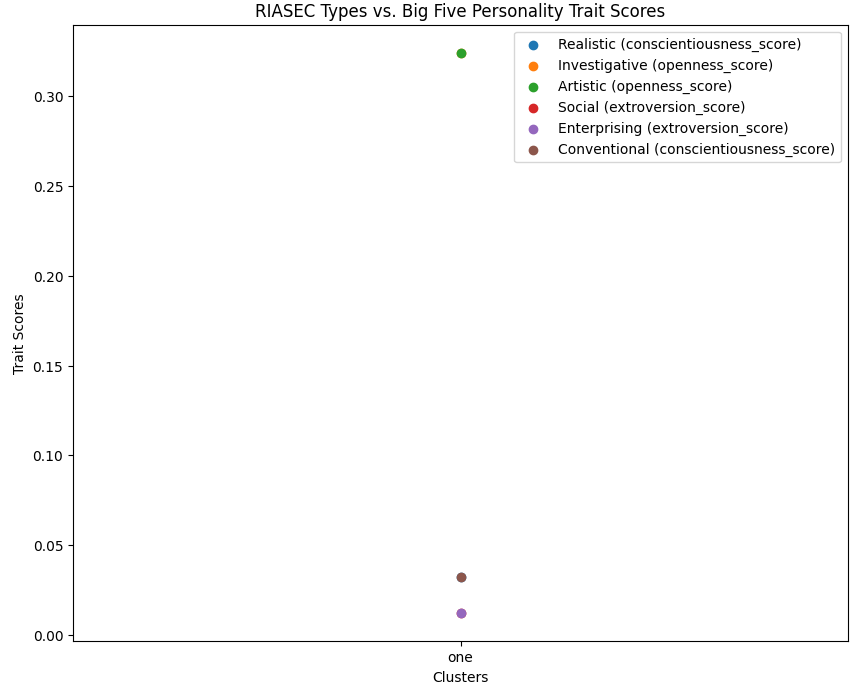 RIASEC Types vs. Big Five Personality Trait Scores
Realistic (conscientiousness_score)
Investigative (openness_score)
Artistic (openness_score)
Social (extroversion_score)
Enterprising (extroversion_score)
Conventional (conscientiousness_score)
Trait Scores
0.30
0.25
0.20
0.15
0.10
0.05
0.00
one
Clusters